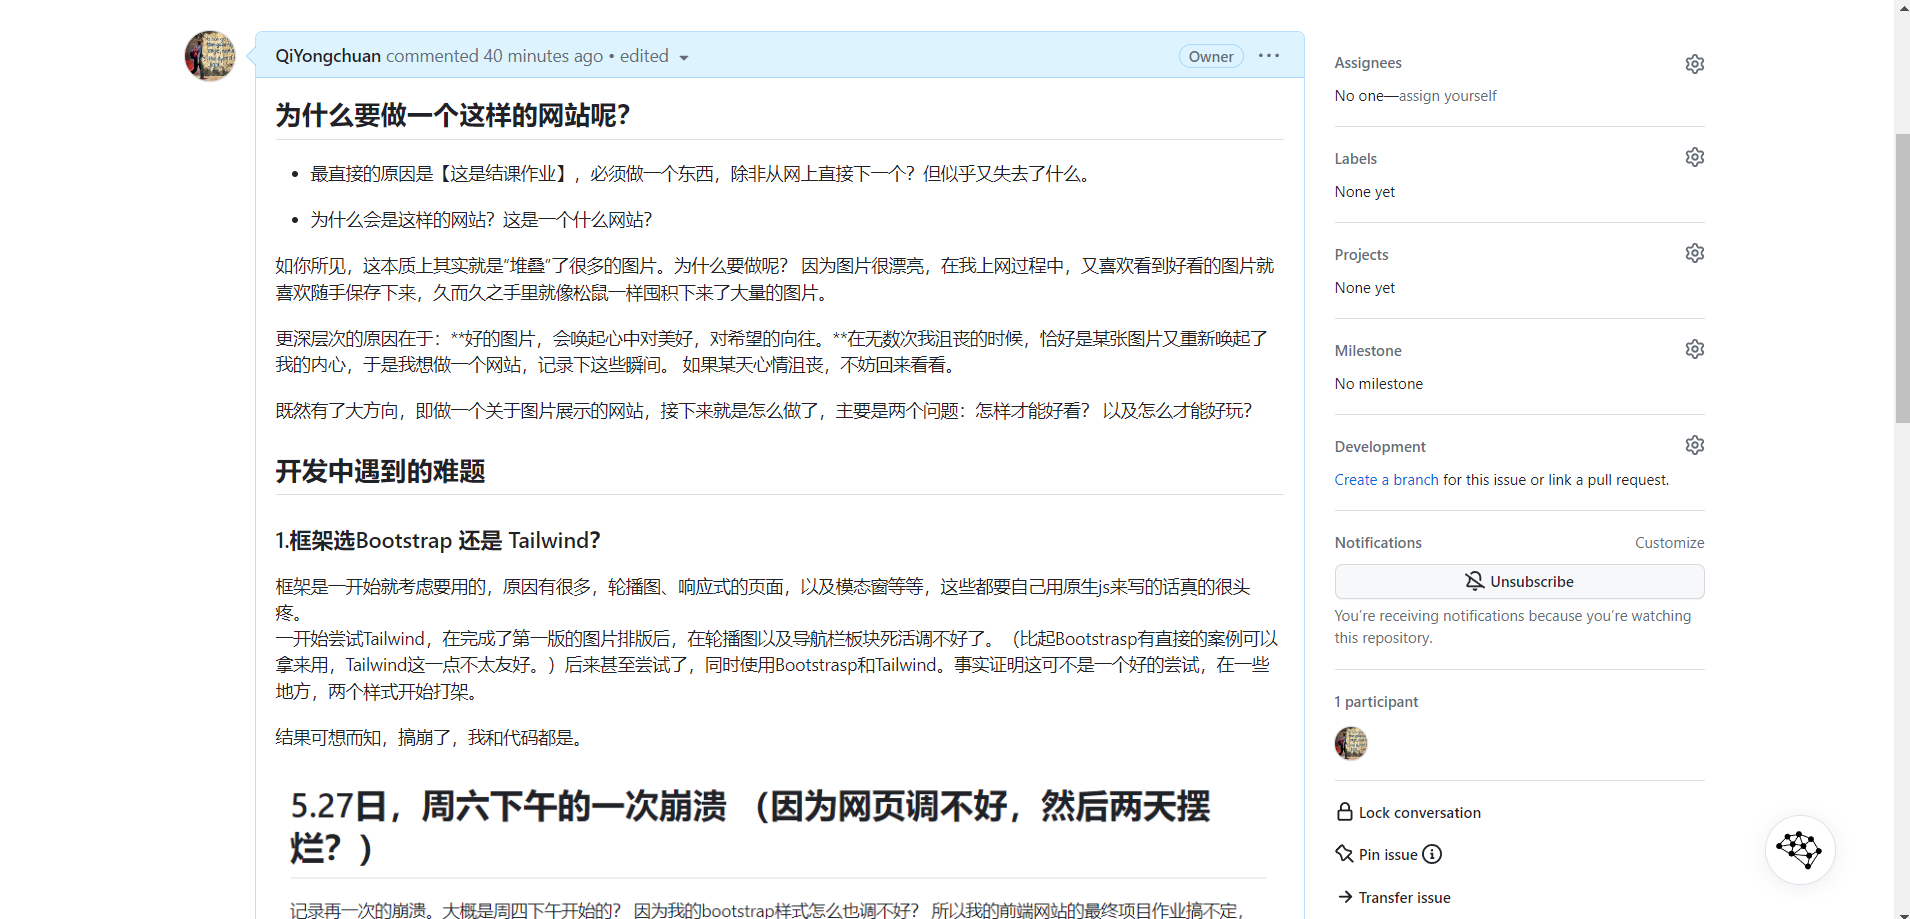 QiYongchuan commented 40 minutes ago • edited
Owner
为什么要做一个这样的网站呢？
最直接的原因是【这是结课作业】，必须做一个东西，除非从网上直接下一个？但似乎又失去了什么。
为什么会是这样的网站？这是一个什么网站？
如你所见，这本质上其实就是“堆叠”了很多的图片。为什么要做呢？ 因为图片很漂亮，在我上网过程中，又喜欢看到好看的图片就
喜欢随手保存下来，久而久之手里就像松鼠一样囤积下来了大量的图片。
更深层次的原因在于：**好的图片，会唤起心中对美好，对希望的向往。**在无数次我沮丧的时候，恰好是某张图片又重新唤起了
我的内心，于是我想做一个网站，记录下这些瞬间。 如果某天心情沮丧，不妨回来看看。
既然有了大方向，即做一个关于图片展示的网站，接下来就是怎么做了，主要是两个问题：怎样才能好看？ 以及怎么才能好玩？
开发中遇到的难题
1.框架选Bootstrap 还是 Tailwind？
框架是一开始就考虑要用的，原因有很多，轮播图、响应式的页面，以及模态窗等等，这些都要自己用原生js来写的话真的很头
疼。
一开始尝试Tailwind，在完成了第一版的图片排版后，在轮播图以及导航栏板块死活调不好了。（比起Bootstrasp有直接的案例可以
拿来用，Tailwind这一点不太友好。）后来甚至尝试了，同时使用Bootstrasp和Tailwind。事实证明这可不是一个好的尝试，在一些
地方，两个样式开始打架。
结果可想而知，搞崩了，我和代码都是。
5.27日，周六下午的一次崩溃 （因为网页调不好，然后两天摆
烂？）
记录再一次的崩溃。大概是周四下午开始的？ 因为我的bootstrap样式怎么也调不好？ 所以我的前端网站的最终项目作业搞不定，
Assignees
No one—assign yourself
Labels
None yet
Projects
None yet
Milestone
No milestone
Development
Create a branch for this issue or link a pull request.
Notifications
Customize
Unsubscribe
You’re receiving notifications because you’re watching
this repository.
1 participant
Lock conversation
Pin issue
Transfer issue